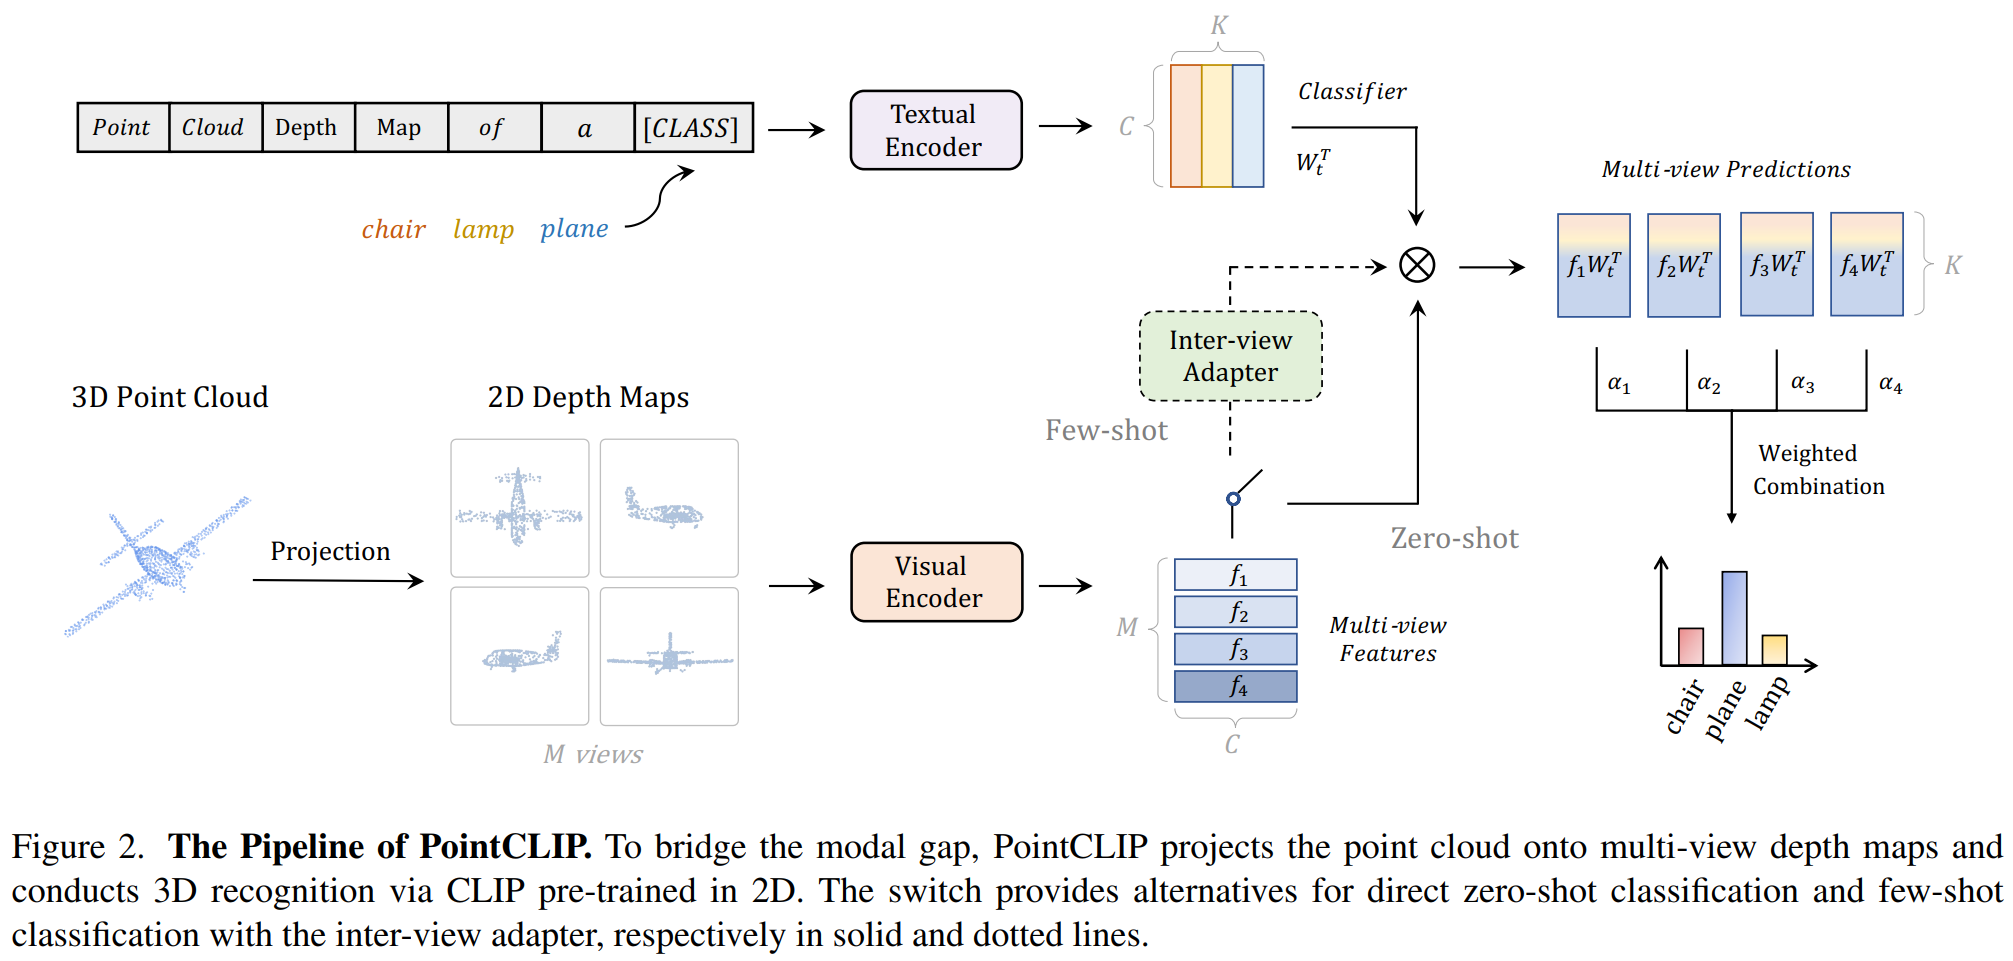 K
C
Classifier
W_t^T
Point Cloud Depth Map of a [CLASS]
Textual
Encoder
chair lamp plane
Multi-view Predictions
f_1W_t^T f_2W_t^T f_3W_t^T f_4W_t^T
K
Inter-view
Adapter
α_1 α_2 α_3 α_4
3D Point Cloud
2D Depth Maps
Few-shot
Weighted
Combination
Projection
Zero-shot
Visual
Encoder
M
f_1
f_2
f_3
f_4
Multi-view
Features
C
M views
chair
plane
lamp
Figure 2. The Pipeline of PointCLIP. To bridge the modal gap, PointCLIP projects the point cloud onto multi-view depth maps and
conducts 3D recognition via CLIP pre-trained in 2D. The switch provides alternatives for direct zero-shot classification and few-shot
classification with the inter-view adapter, respectively in solid and dotted lines.